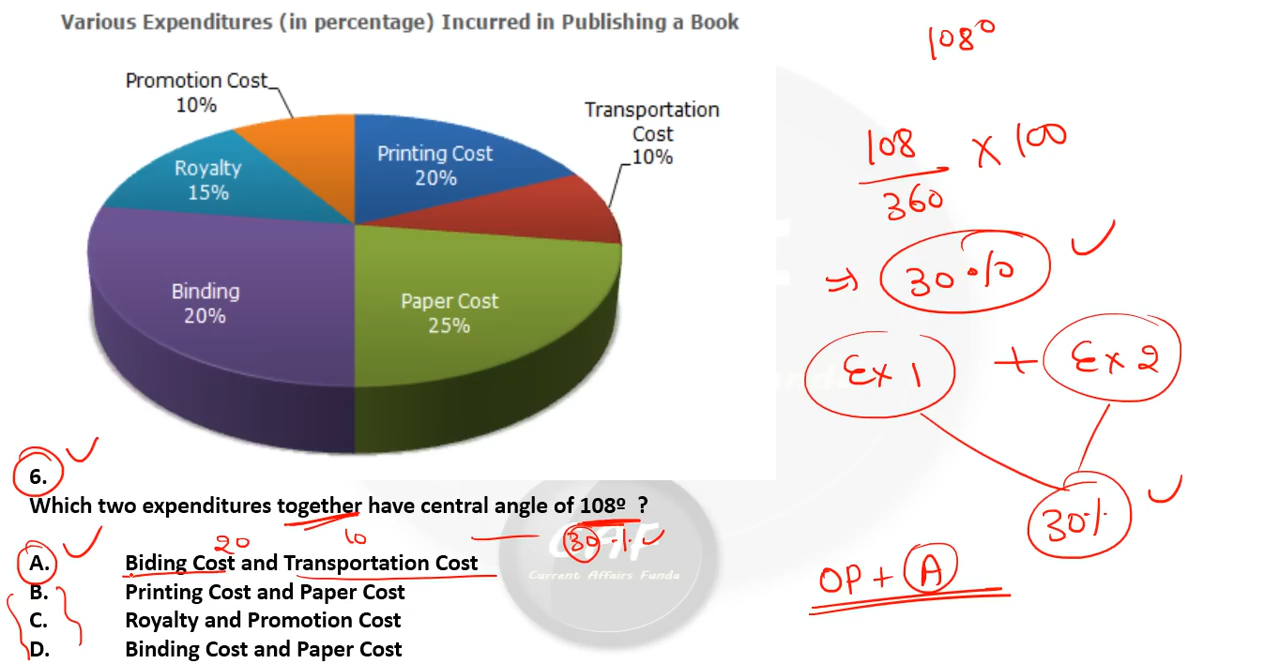 Various Expenditures (in percentage) Incurred in Publishing a Book
108°
Promotion Cost
10%
Transportation
Cost
10%
Printing Cost
20%
Royalty
15%
Binding
20%
Paper Cost
25%
108
360
X 100
⇒ 30%
Ex 1 + Ex 2
30%
6.
Which two expenditures together have central angle of 108º ?
20 10 30%
A. Biding Cost and Transportation Cost
B. Printing Cost and Paper Cost
C. Royalty and Promotion Cost
D. Binding Cost and Paper Cost
OP + A
CAF
Current Affairs Funda